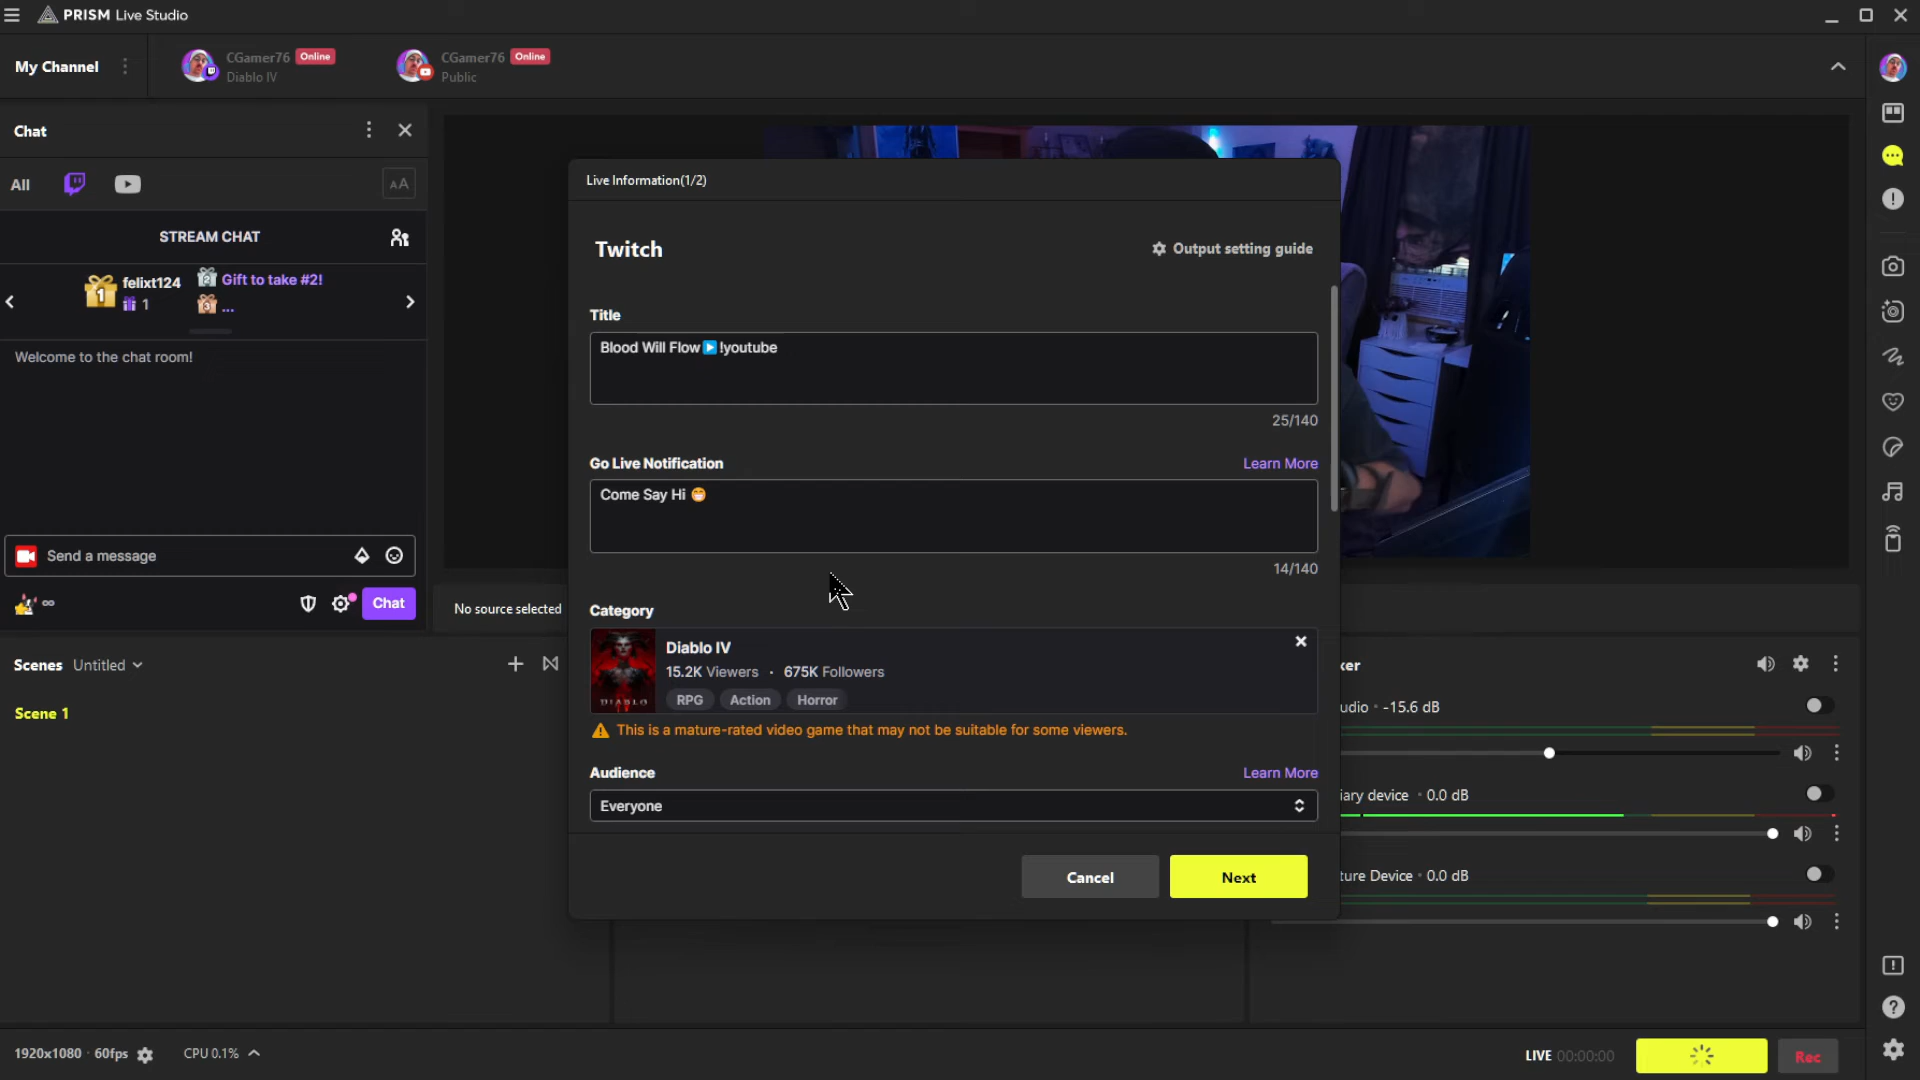 PRISM Live Studio
My Channel
CGamer76 Online
Diablo IV
CGamer76 Online
Public
Chat
All
AA
STREAM CHAT
1 felixt124
1
2 Gift to take #2!
3 ...
Welcome to the chat room!
Send a message
∞
Chat
No source selected
Scenes Untitled
Scene 1
Live Information(1/2)
Twitch
Output setting guide
Title
Blood Will Flow▶️!youtube
25/140
Go Live Notification
Learn More
Come Say Hi 😁
14/140
Category
Diablo IV
15.2K Viewers · 675K Followers
RPG Action Horror
DIABLO
This is a mature-rated video game that may not be suitable for some viewers.
Audience
Learn More
Everyone
Cancel
Next
ker
udio · -15.6 dB
iary device · 0.0 dB
ture Device · 0.0 dB
1920x1080 · 60fps
CPU 0.1%
LIVE 00:00:00
Rec